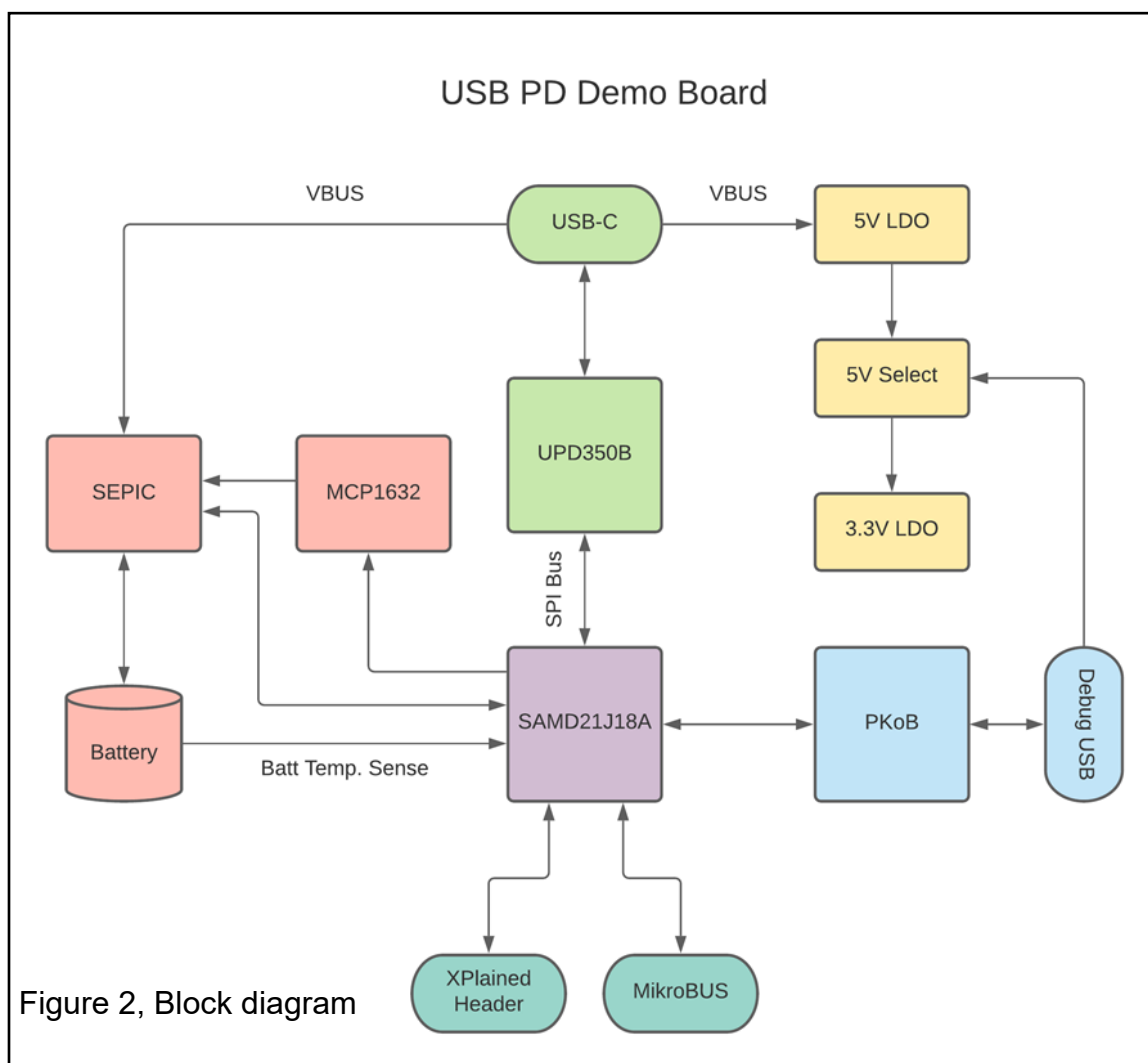 USB PD Demo Board
VBUS
USB-C
VBUS
5V LDO
5V Select
SEPIC
MCP1632
UPD350B
3.3V LDO
SPI Bus
Battery
Batt Temp. Sense
SAMD21J18A
PKoB
Debug USB
XPlained
Header
MikroBUS
Figure 2, Block diagram